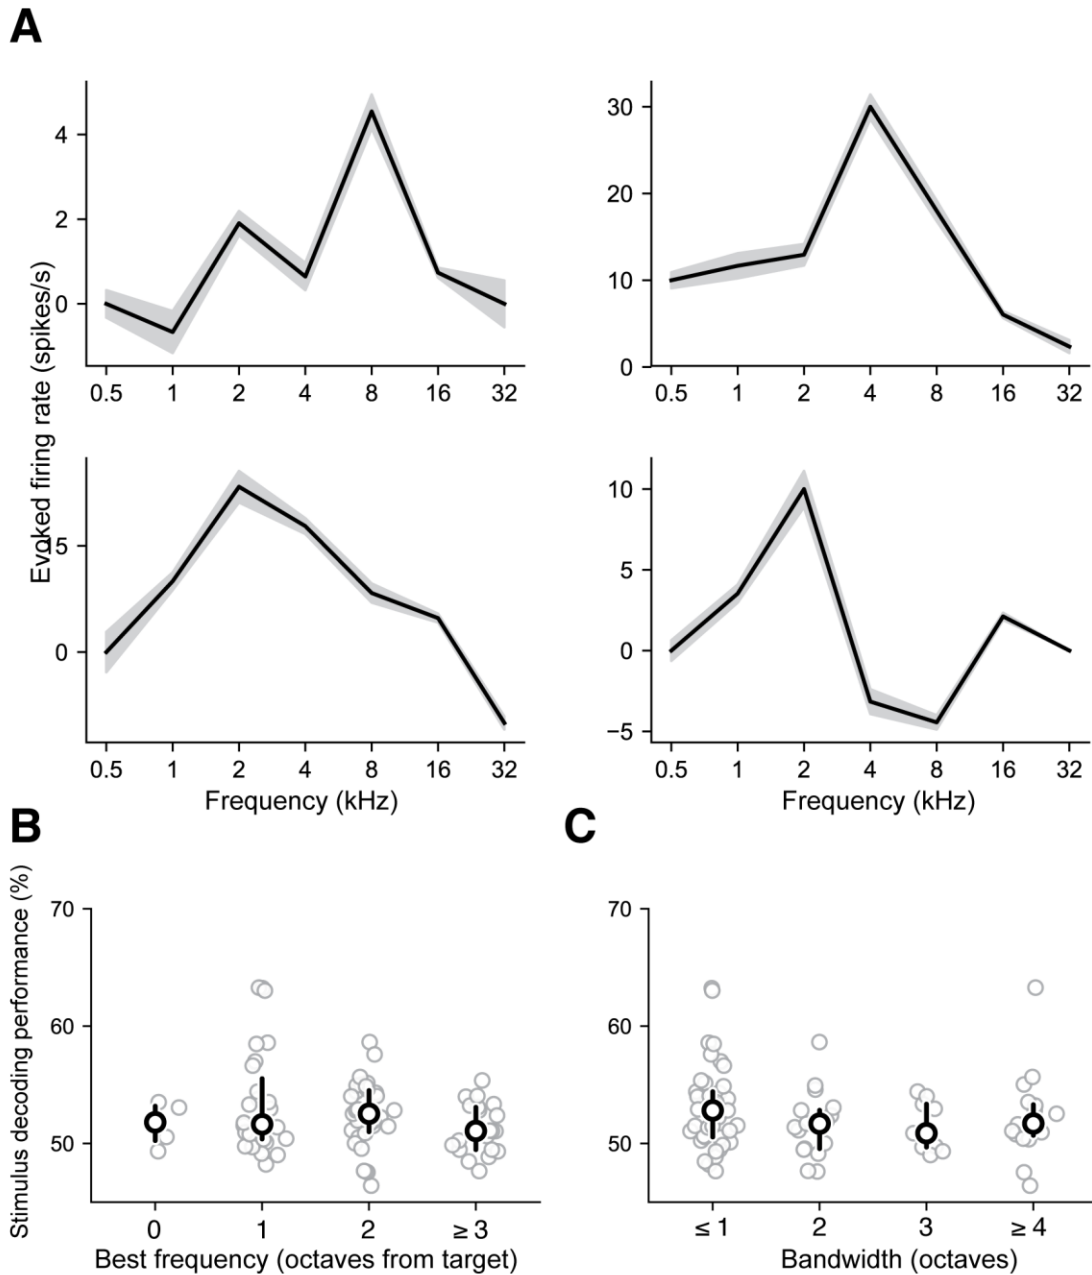 A
Evoked firing rate (spikes/s)
4
2
0
0.5 1 2 4 8 16 32
30
20
10
0
0.5 1 2 4 8 16 32
15
0
0.5 1 2 4 8 16 32
Frequency (kHz)
10
5
0
−5
0.5 1 2 4 8 16 32
Frequency (kHz)
B
Stimulus decoding performance (%)
70
60
50
0 1 2 ≥ 3
Best frequency (octaves from target)
C
70
60
50
≤ 1 2 3 ≥ 4
Bandwidth (octaves)